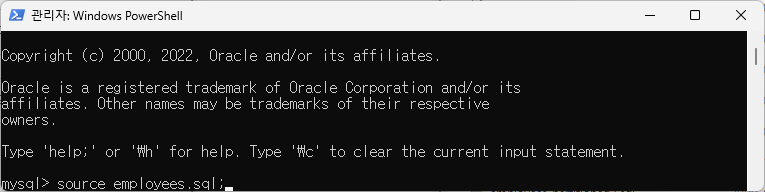 관리자: Windows PowerShell
Copyright (c) 2000, 2022, Oracle and/or its affiliates.
Oracle is a registered trademark of Oracle Corporation and/or its
affiliates. Other names may be trademarks of their respective
owners.
Type 'help;' or '₩h' for help. Type '₩c' to clear the current input statement.
mysql> source employees.sql;